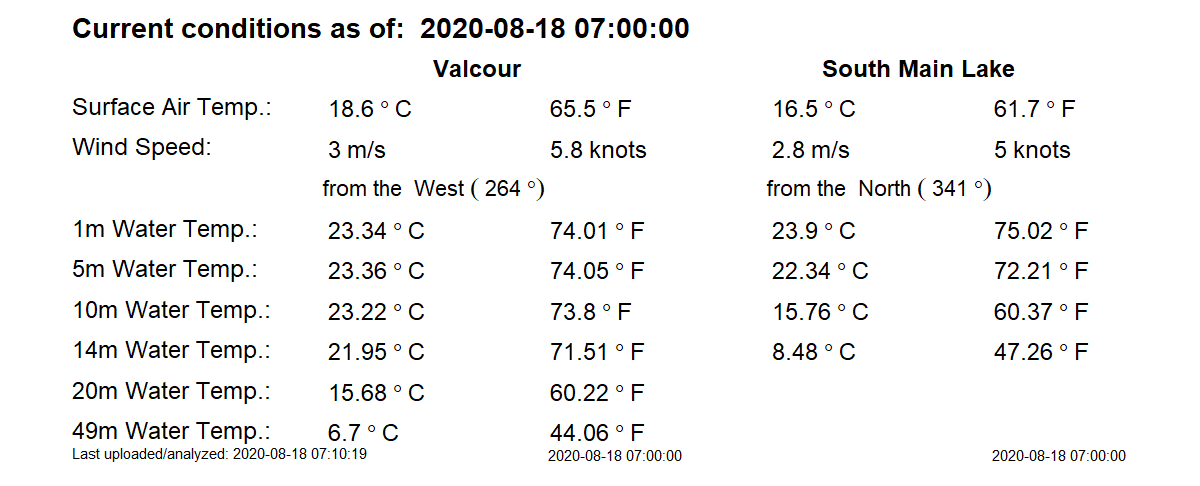 Current conditions as of: 2020-08-18 07:00:00
Valcour South Main Lake
Surface Air Temp.: 18.6 ° C 65.5 ° F 16.5 ° C 61.7 ° F
Wind Speed: 3 m/s 5.8 knots 2.8 m/s 5 knots
from the West ( 264 °) from the North ( 341 °)
1m Water Temp.: 23.34 ° C 74.01 ° F 23.9 ° C 75.02 ° F
5m Water Temp.: 23.36 ° C 74.05 ° F 22.34 ° C 72.21 ° F
10m Water Temp.: 23.22 ° C 73.8 ° F 15.76 ° C 60.37 ° F
14m Water Temp.: 21.95 ° C 71.51 ° F 8.48 ° C 47.26 ° F
20m Water Temp.: 15.68 ° C 60.22 ° F
49m Water Temp.: 6.7 ° C 44.06 ° F
Last uploaded/analyzed: 2020-08-18 07:10:19 2020-08-18 07:00:00 2020-08-18 07:00:00